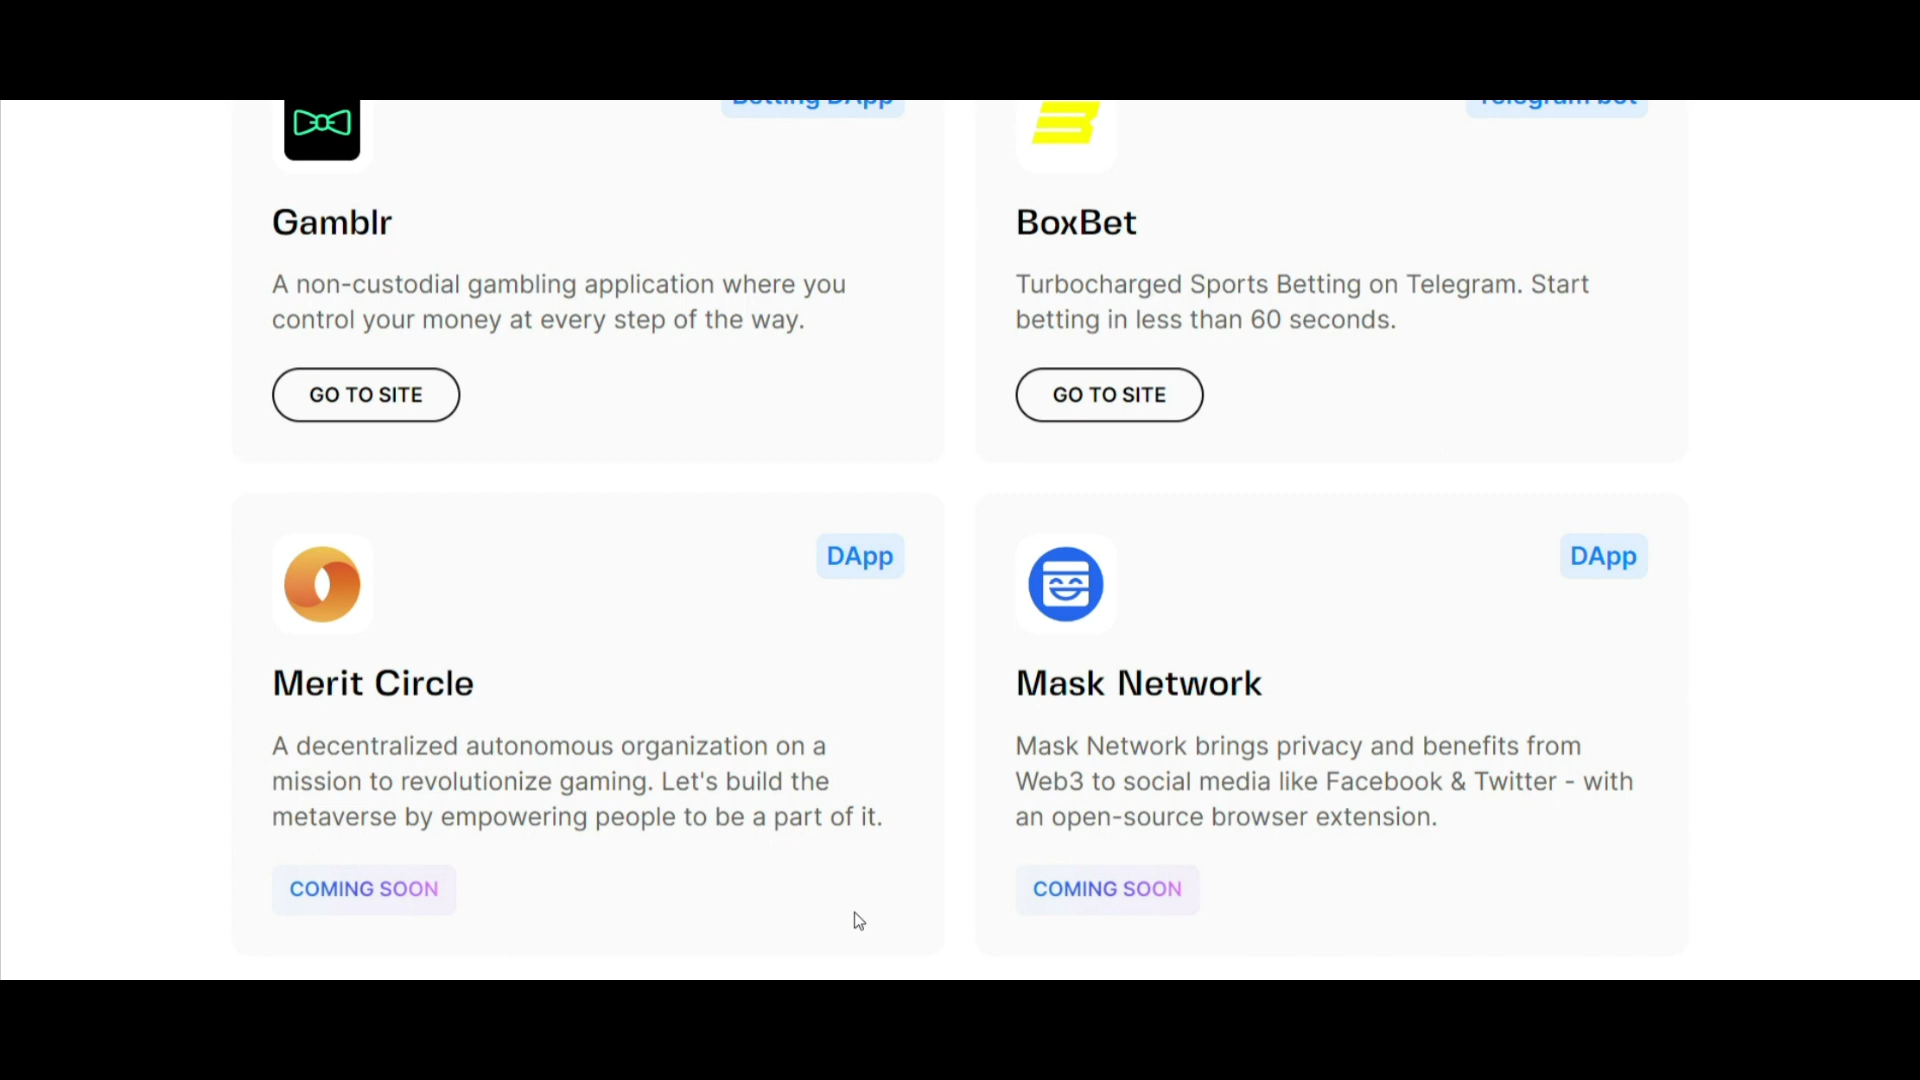 Betting DApp
Telegram bot
Gamblr
A non-custodial gambling application where you
control your money at every step of the way.
GO TO SITE
BoxBet
Turbocharged Sports Betting on Telegram. Start
betting in less than 60 seconds.
GO TO SITE
DApp
Merit Circle
A decentralized autonomous organization on a
mission to revolutionize gaming. Let's build the
metaverse by empowering people to be a part of it.
COMING SOON
DApp
Mask Network
Mask Network brings privacy and benefits from
Web3 to social media like Facebook & Twitter - with
an open-source browser extension.
COMING SOON